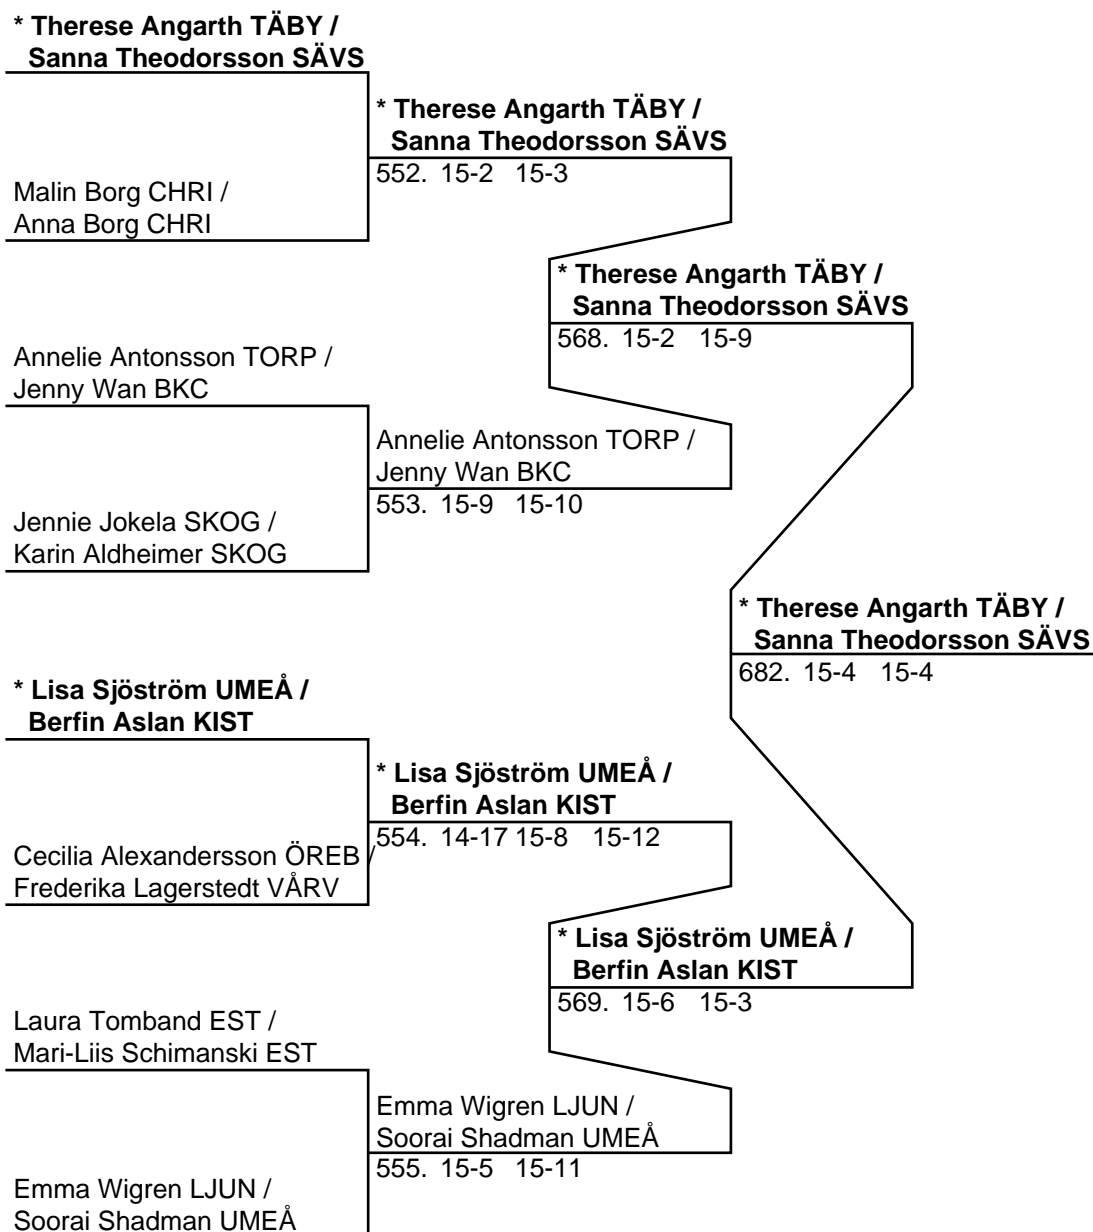 * Therese Angarth TÄBY /
Sanna Theodorsson SÄVS
* Therese Angarth TÄBY /
Sanna Theodorsson SÄVS
552. 15-2 15-3
Malin Borg CHRI /
Anna Borg CHRI
* Therese Angarth TÄBY /
Sanna Theodorsson SÄVS
568. 15-2 15-9
Annelie Antonsson TORP /
Jenny Wan BKC
Annelie Antonsson TORP /
Jenny Wan BKC
553. 15-9 15-10
Jennie Jokela SKOG /
Karin Aldheimer SKOG
* Therese Angarth TÄBY /
Sanna Theodorsson SÄVS
682. 15-4 15-4
* Lisa Sjöström UMEÅ /
Berfin Aslan KIST
* Lisa Sjöström UMEÅ /
Berfin Aslan KIST
554. 14-17 15-8 15-12
Cecilia Alexandersson ÖREB /
Frederika Lagerstedt VÅRV
* Lisa Sjöström UMEÅ /
Berfin Aslan KIST
569. 15-6 15-3
Laura Tomband EST /
Mari-Liis Schimanski EST
Emma Wigren LJUN /
Soorai Shadman UMEÅ
555. 15-5 15-11
Emma Wigren LJUN /
Soorai Shadman UMEÅ